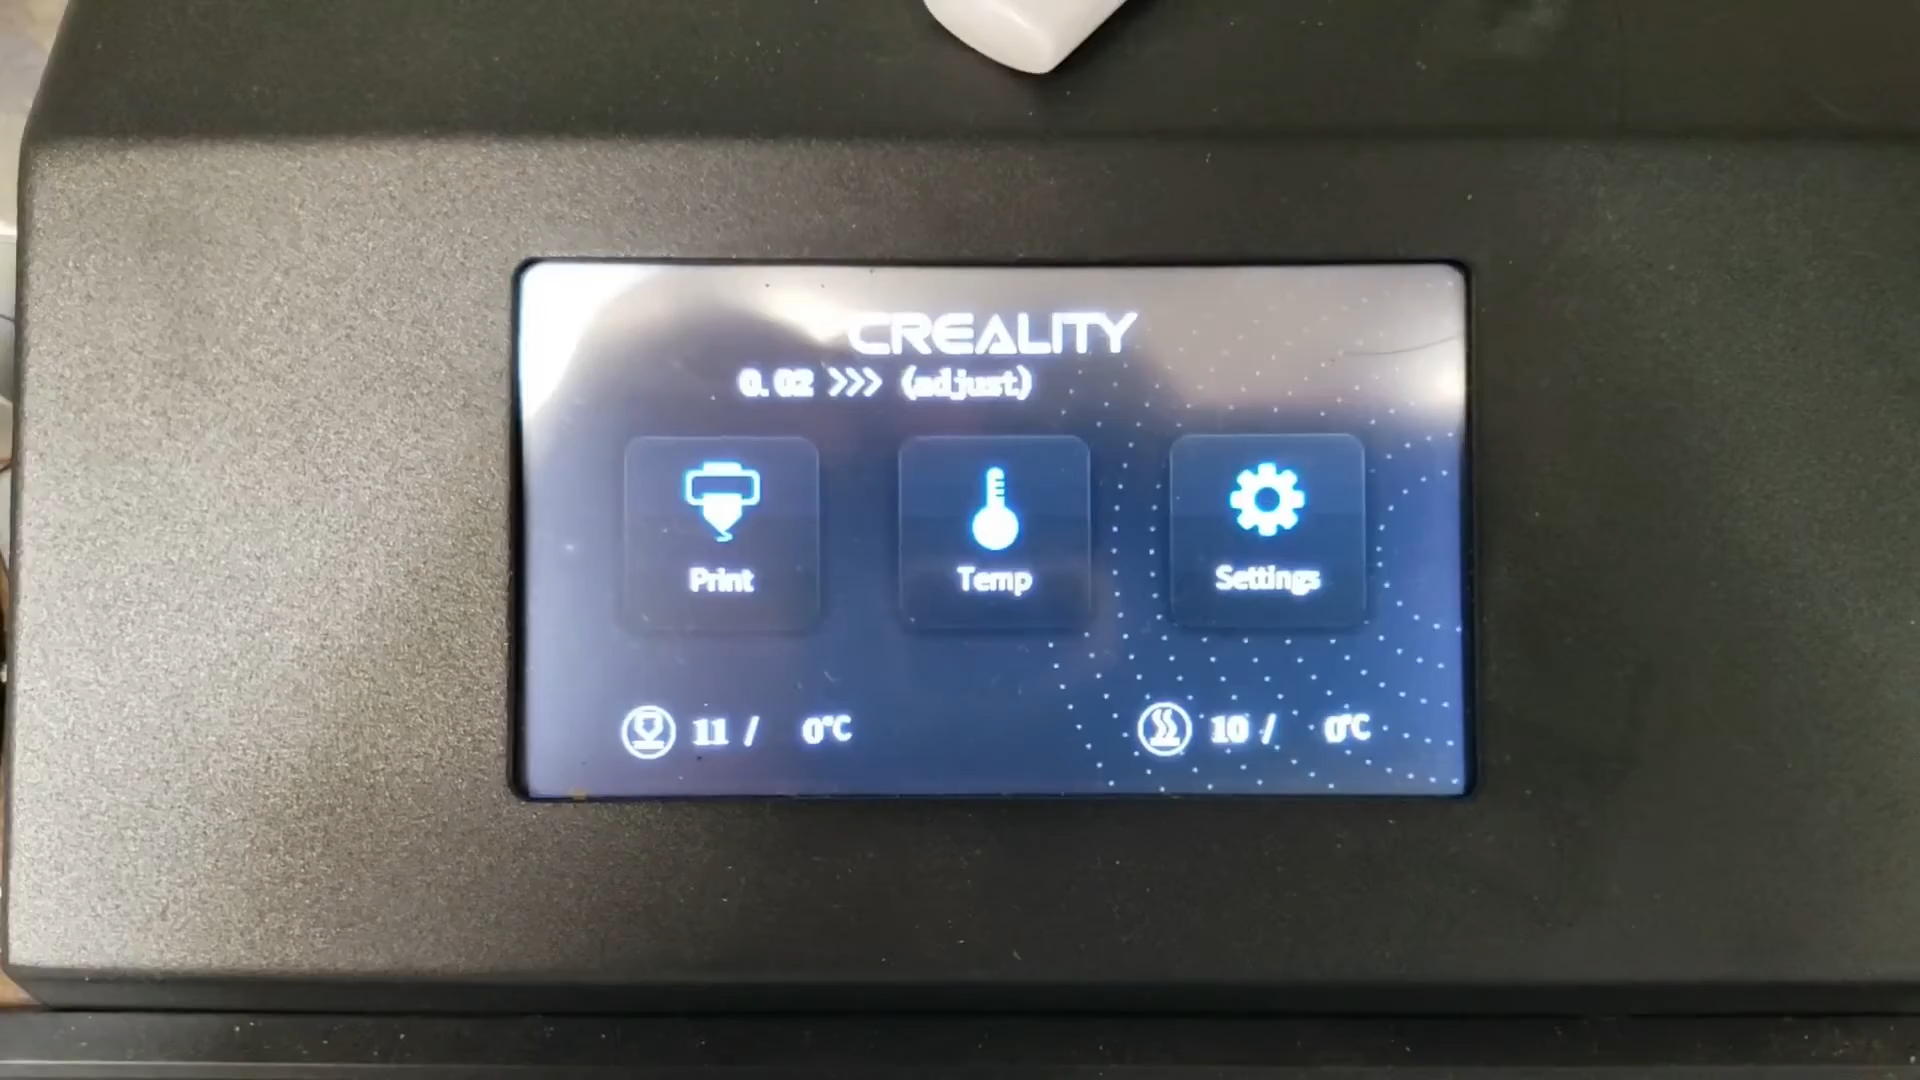 CREALITY
0.02 >>> (adjust)
Print Temp Settings
11 / 0℃ 10 / 0℃